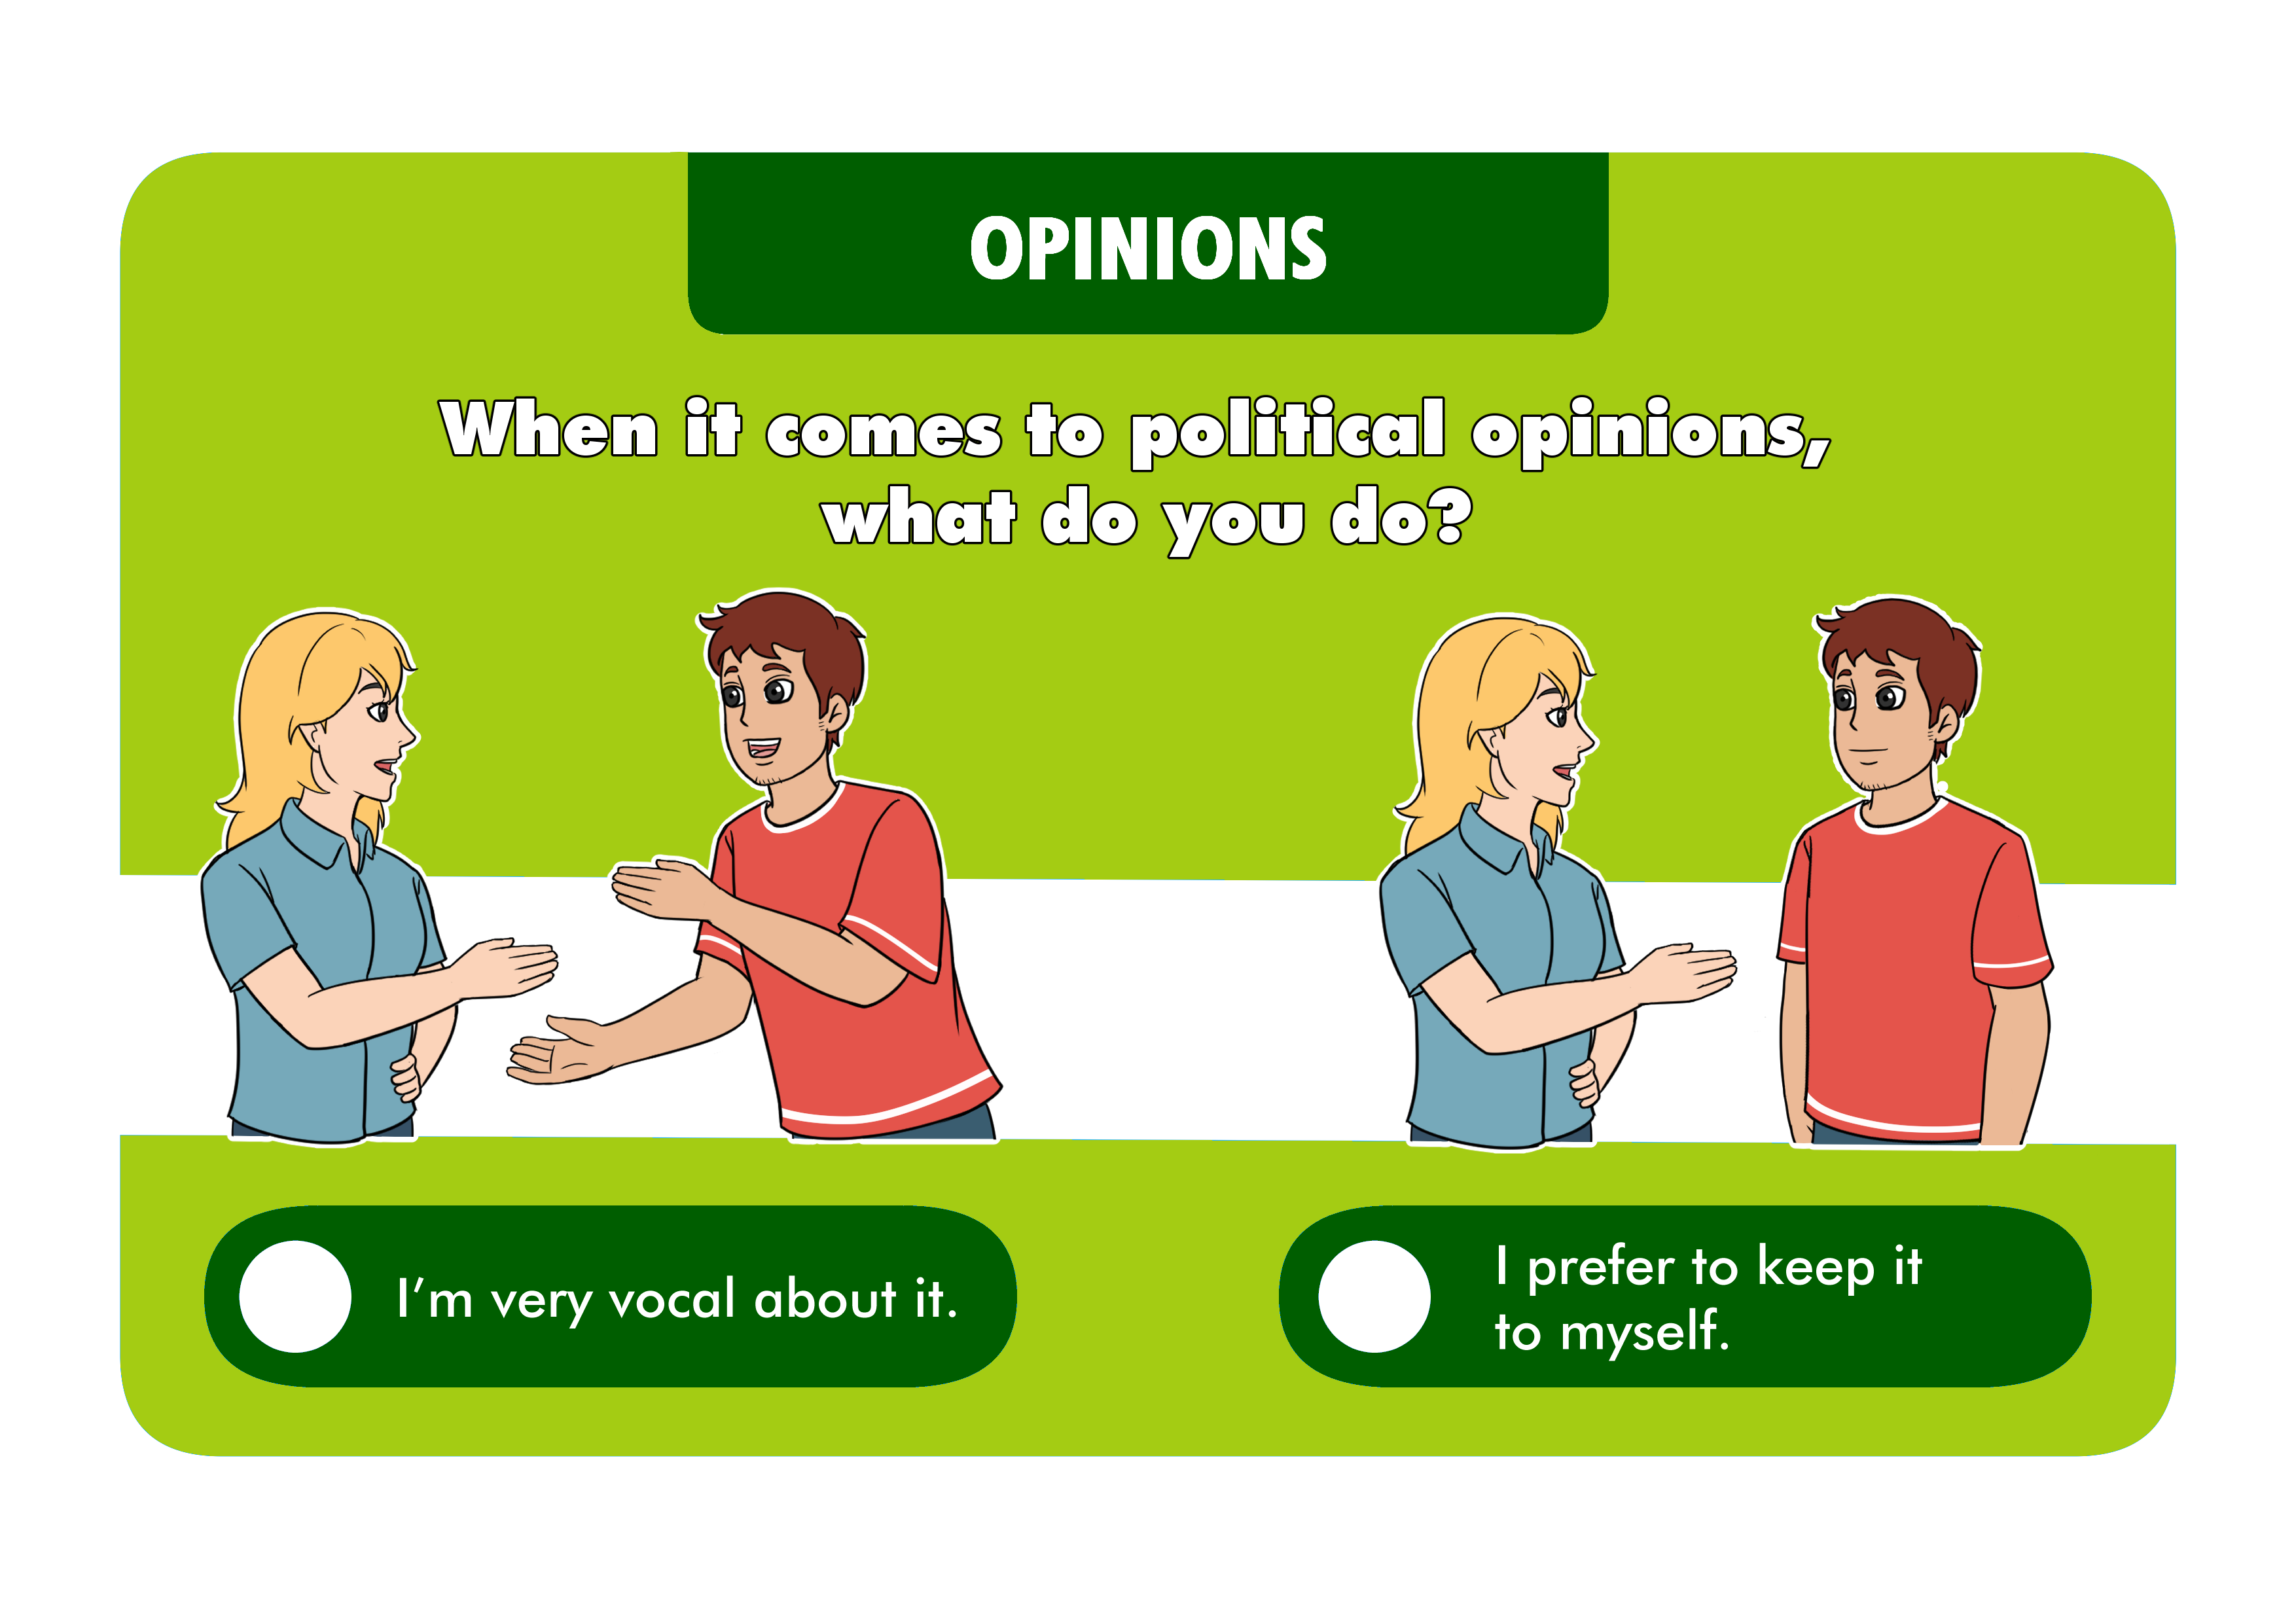 OPINIONS
When it comes to political opinions,
what do you do?
I'm very vocal about it.
I prefer to keep it
to myself.